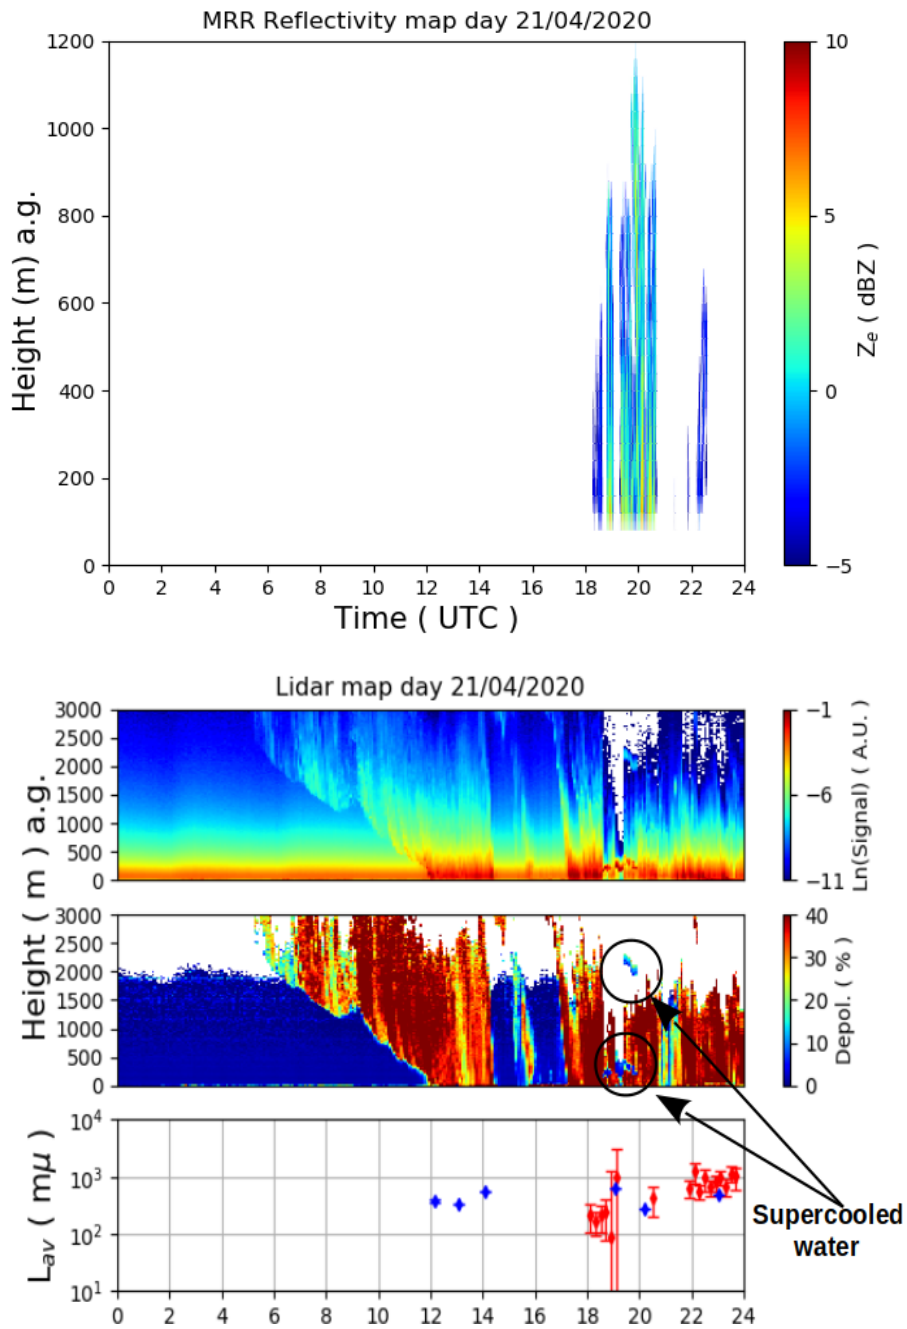 MRR Reflectivity map day 21/04/2020
Height (m) a.g.
1200
1000
800
600
400
200
0
0 2 4 6 8 10 12 14 16 18 20 22 24
Time ( UTC )
10
5
0
−5
Zₑ ( dBZ )
Lidar map day 21/04/2020
Height ( m ) a.g.
3000
2500
2000
1500
1000
500
0
−1
−6
−11
Ln(Signal) ( A.U. )
3000
2500
2000
1500
1000
500
0
40
30
20
10
0
Depol. ( % )
L_av ( mμ )
10⁴
10³
10²
10¹
0 2 4 6 8 10 12 14 16 18 20 22 24
Supercooled
water